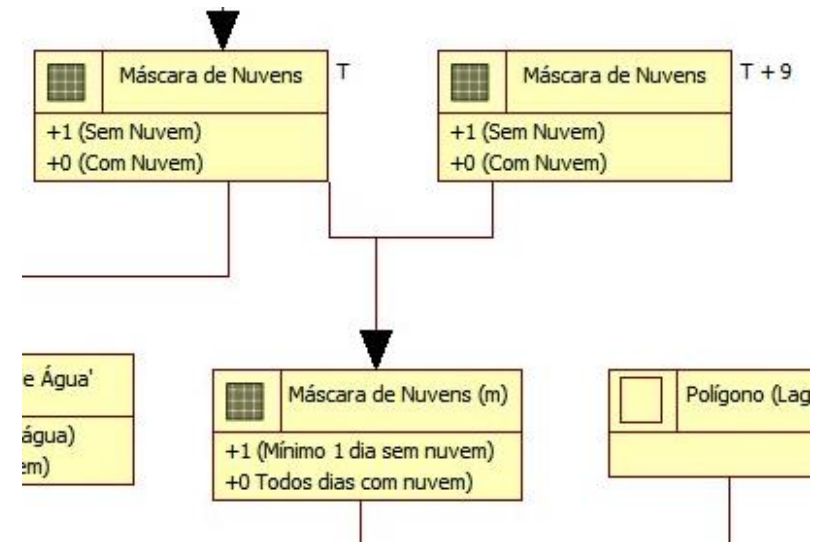 Máscara de Nuvens
T
+1 (Sem Nuvem)
+0 (Com Nuvem)
Máscara de Nuvens
T + 9
+1 (Sem Nuvem)
+0 (Com Nuvem)
e Água'
água)
em)
Máscara de Nuvens (m)
+1 (Mínimo 1 dia sem nuvem)
+0 Todos dias com nuvem)
Polígono (Lag